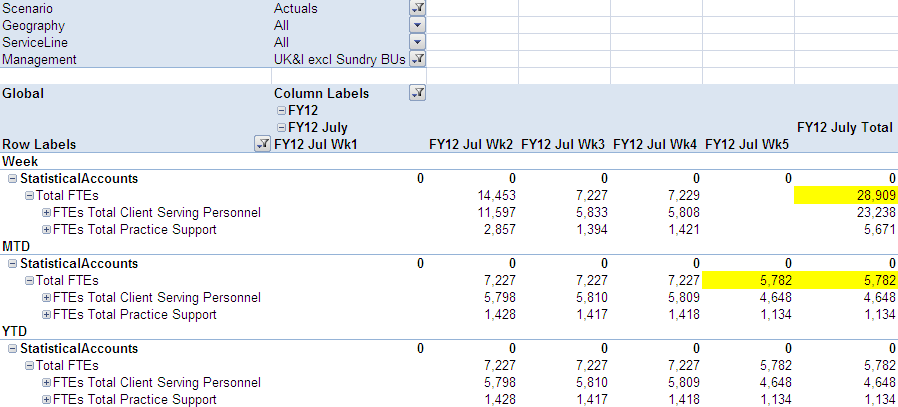 Scenario Actuals
Geography All
ServiceLine All
Management UK&I excl Sundry BUs
Global Column Labels
FY12
FY12 July FY12 July Total
Row Labels FY12 Jul Wk1 FY12 Jul Wk2 FY12 Jul Wk3 FY12 Jul Wk4 FY12 Jul Wk5
Week
StatisticalAccounts 0 0 0 0 0 0
Total FTEs 14,453 7,227 7,229 28,909
FTEs Total Client Serving Personnel 11,597 5,833 5,808 23,238
FTEs Total Practice Support 2,857 1,394 1,421 5,671
MTD
StatisticalAccounts 0 0 0 0 0 0
Total FTEs 7,227 7,227 7,227 5,782 5,782
FTEs Total Client Serving Personnel 5,798 5,810 5,809 4,648 4,648
FTEs Total Practice Support 1,428 1,417 1,418 1,134 1,134
YTD
StatisticalAccounts 0 0 0 0 0 0
Total FTEs 7,227 7,227 7,227 5,782 5,782
FTEs Total Client Serving Personnel 5,798 5,810 5,809 4,648 4,648
FTEs Total Practice Support 1,428 1,417 1,418 1,134 1,134